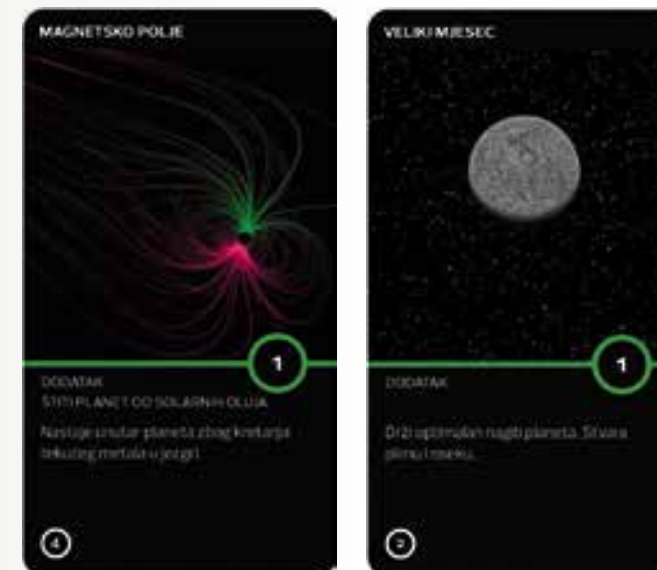 MAGNETSKO POLJE
1
DODATAK
ŠTITI PLANET OD SOLARNIH OLUJA
Nastaje unutar planeta zbog kretanja
tekućeg metala u jezgri.
4
VELIKI MJESEC
1
DODATAK
Drži optimalan nagib planeta. Stvara
plimu i oseku.